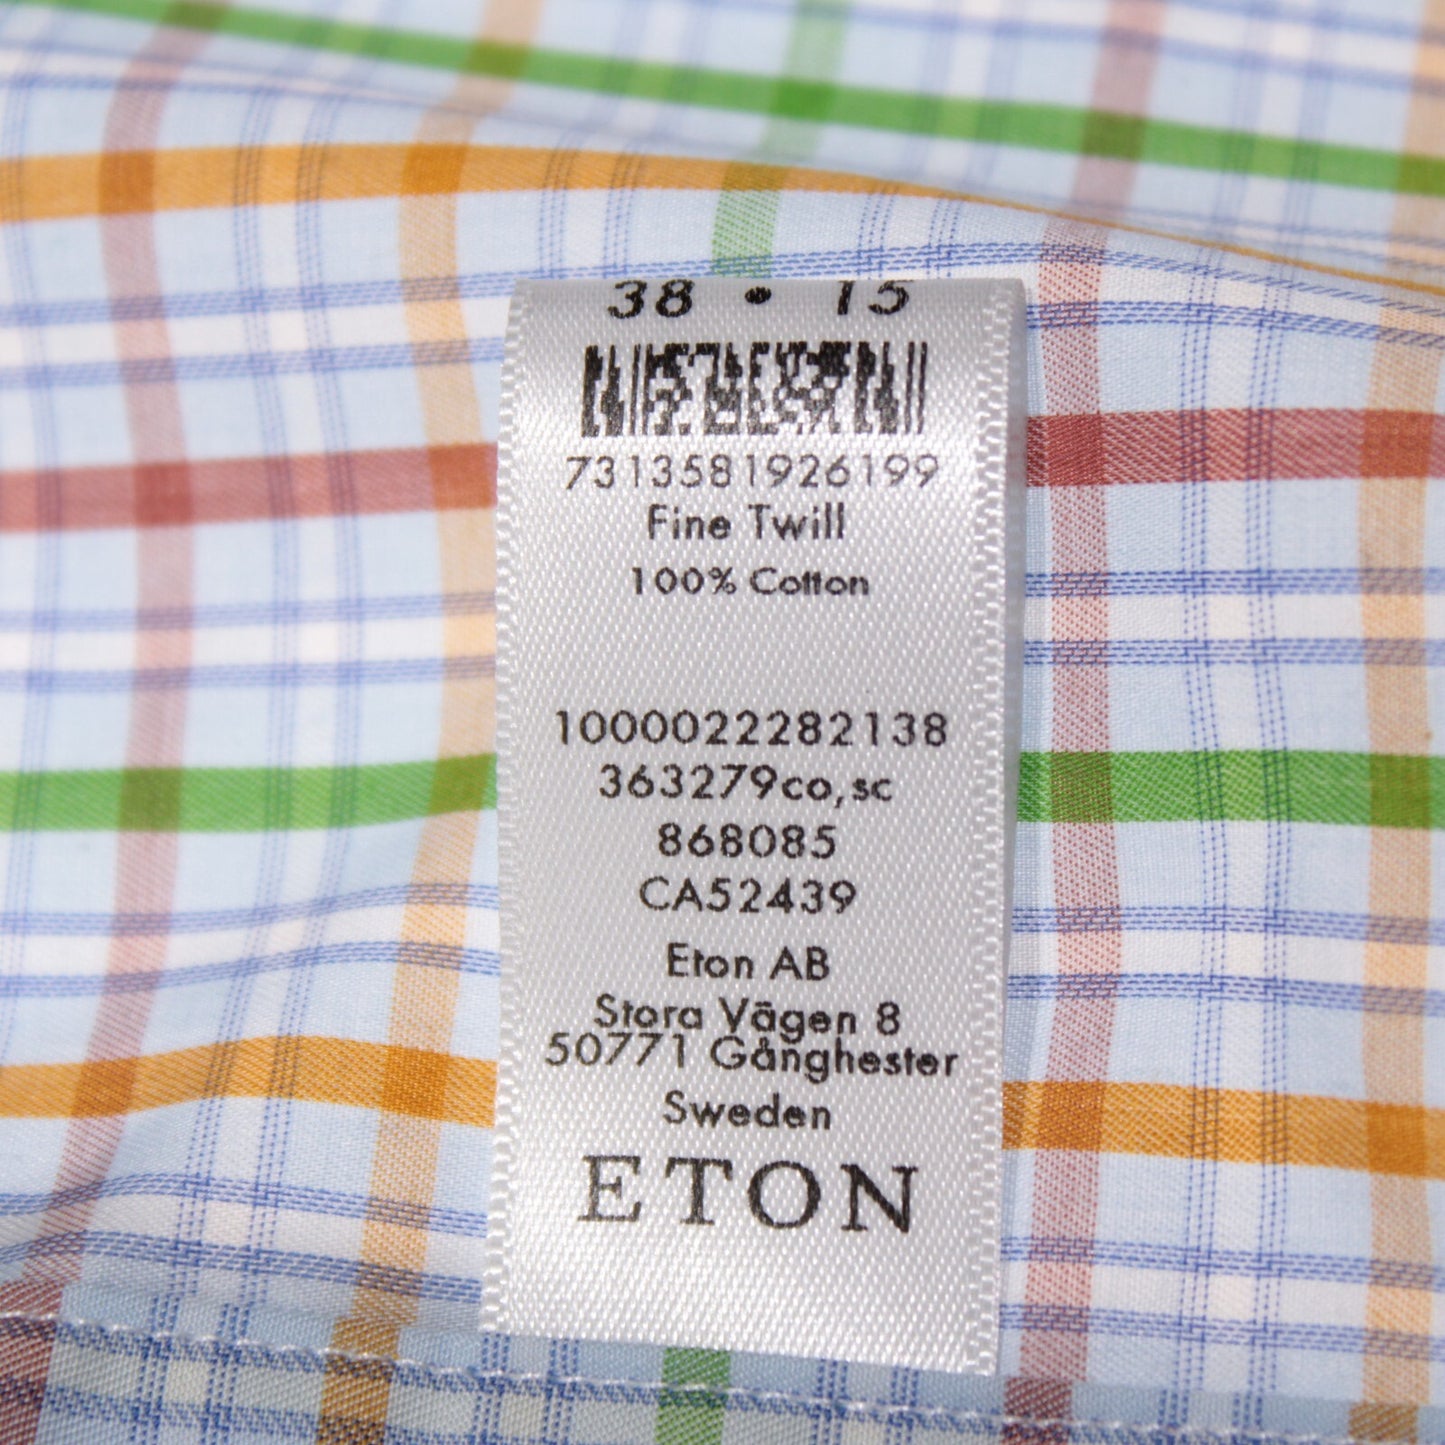 38 • 15
7313581926199
Fine Twill
100% Cotton
1000022282138
363279co,sc
868085
CA52439
Eton AB
Stora Vägen 8
50771 Gånghester
Sweden
ETON